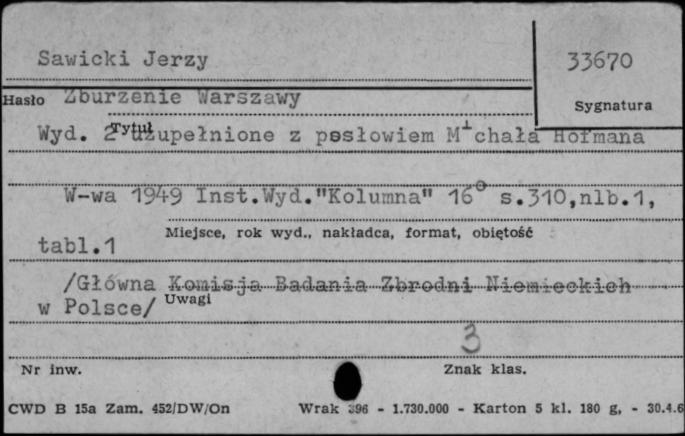 Sawicki Jerzy
33670
Hasło Zburzenie Warszawy
Sygnatura
Tytuł
Wyd. 2 uzupełnione z posłowiem Michała Hofmana
W-wa 1949 Inst.Wyd."Kolumna" 16° s.310,nlb.1,
Miejsce, rok wyd., nakładca, format, objętość
tabl.1
/Główna Komisja Badania Zbrodni Niemieckich
w Polsce/ Uwagi
3
Nr inw.
Znak klas.
CWD B 15a Zam. 452/DW/On Wrak 396 - 1.730.000 - Karton 5 kl. 180 g, - 30.4.6